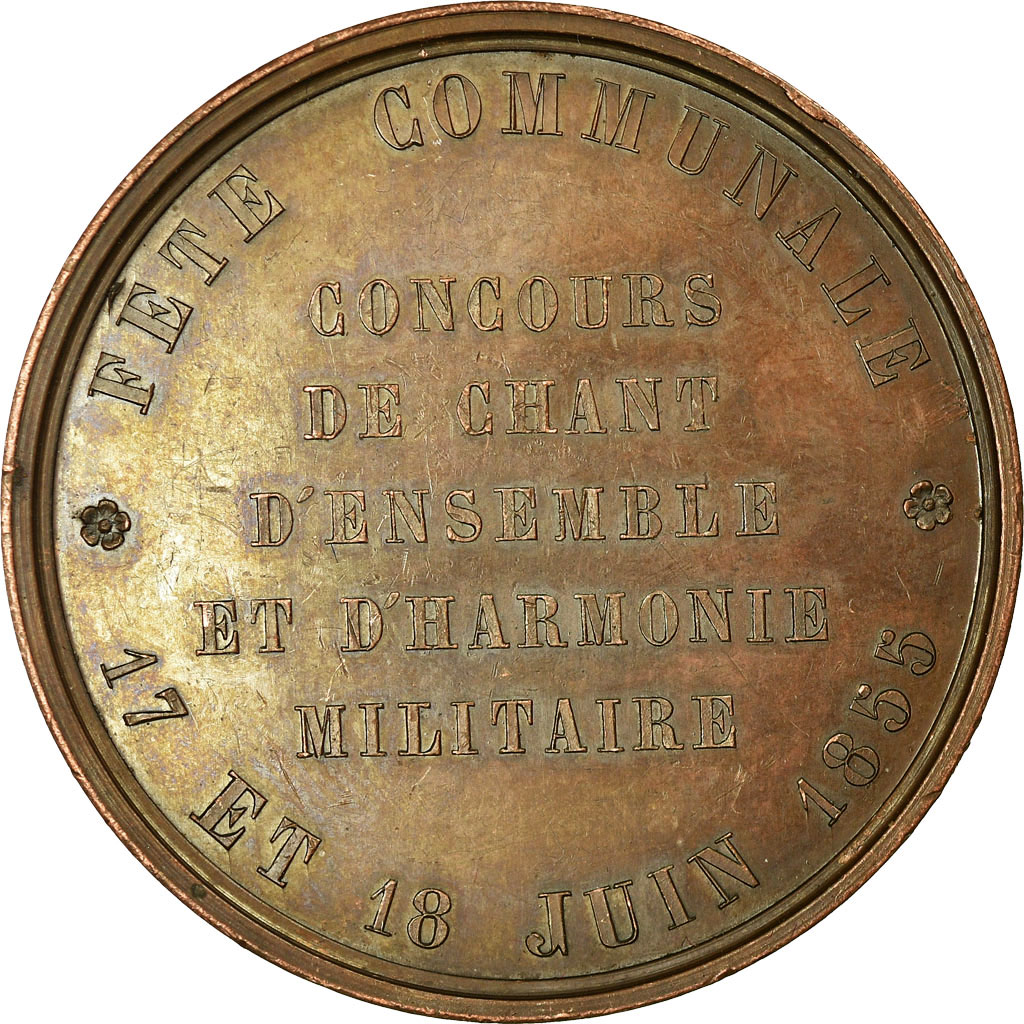 FÊTE COMMUNALE
CONCOURS
DE CHANT
D'ENSEMBLE
ET D'HARMONIE
MILITAIRE
17 ET 18 JUIN 1855